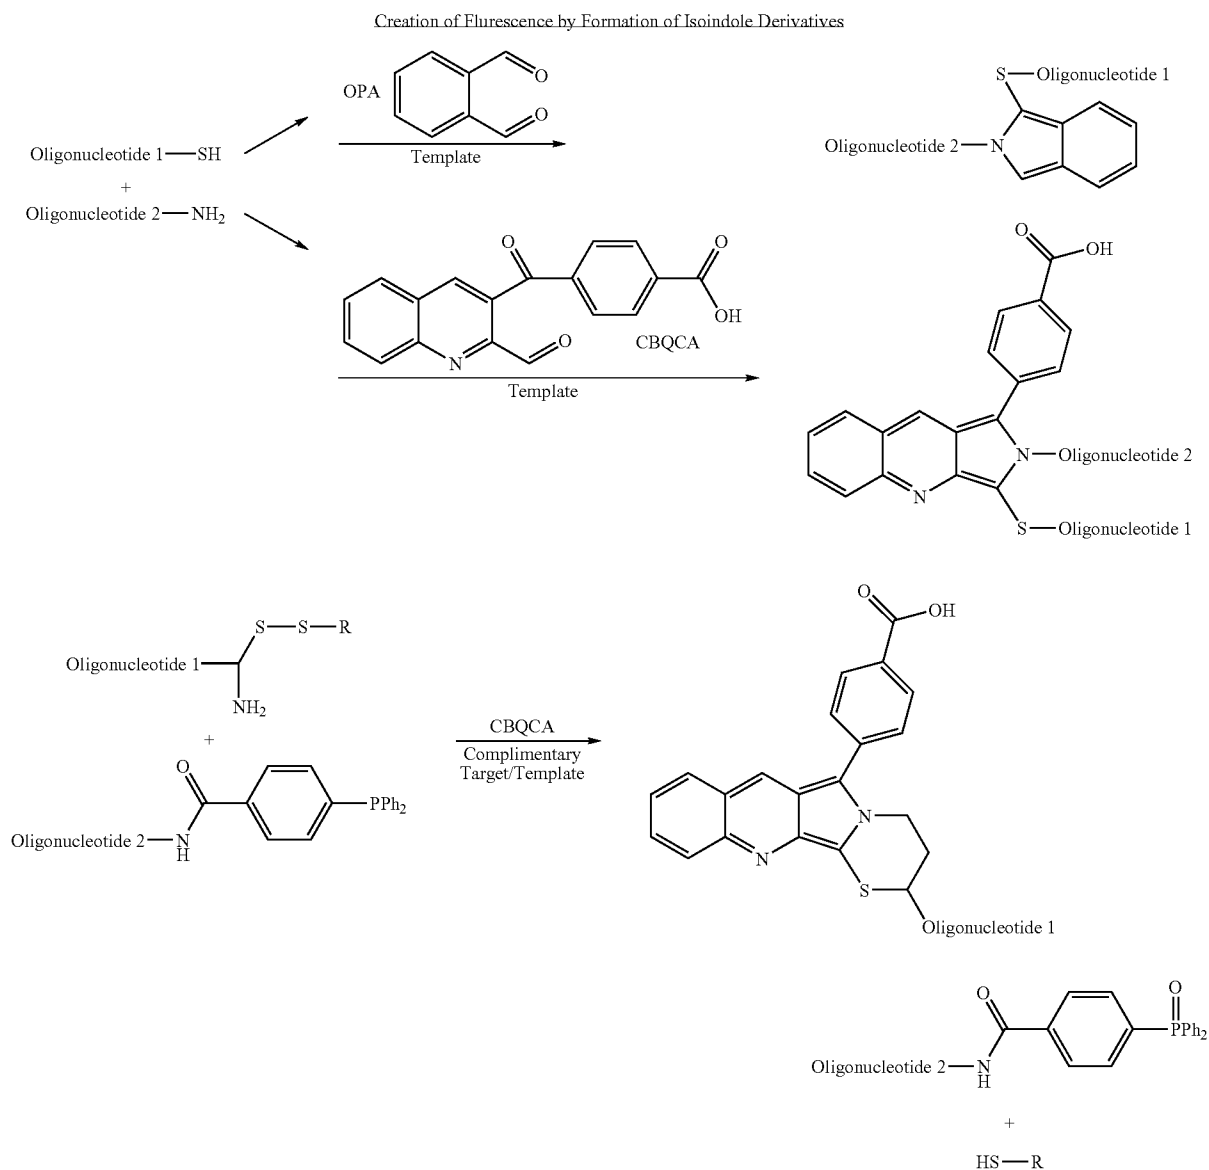 Creation of Flurescence by Formation of Isoindole Derivatives
OPA
O
O
Template
Oligonucleotide 1—SH
+
Oligonucleotide 2—NH2
S—Oligonucleotide 1
Oligonucleotide 2—N
O
O
OH
N
O
CBQCA
Template
O
OH
N—Oligonucleotide 2
N
S—Oligonucleotide 1
S—S—R
Oligonucleotide 1
NH2
+
O
PPh2
Oligonucleotide 2—N
H
CBQCA
Complimentary
Target/Template
O
OH
N
N
S
Oligonucleotide 1
O
O
PPh2
Oligonucleotide 2—N
H
+
HS—R